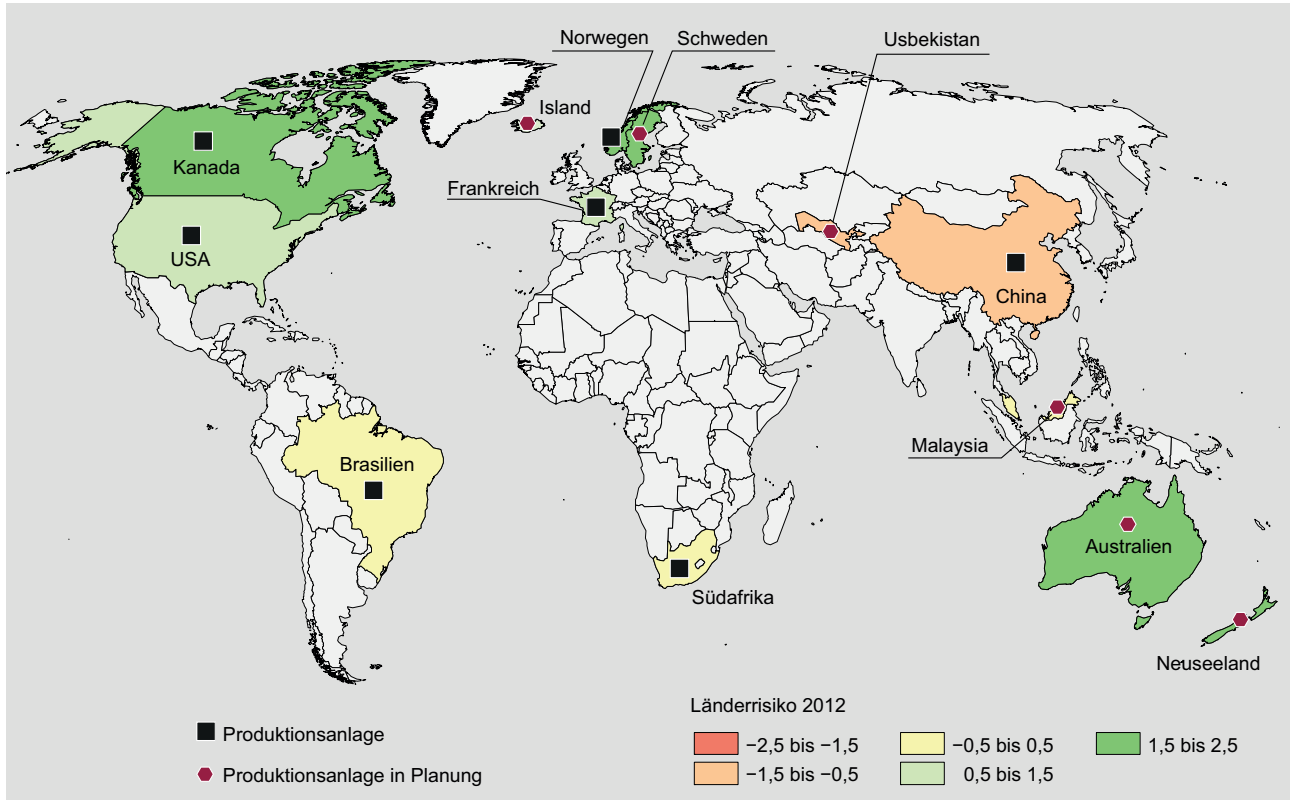 Norwegen
Schweden
Usbekistan
Island
Kanada
Frankreich
USA
China
Malaysia
Brasilien
Australien
Südafrika
Neuseeland
Länderrisiko 2012
Produktionsanlage
Produktionsanlage in Planung
−2,5 bis −1,5
−1,5 bis −0,5
−0,5 bis 0,5
0,5 bis 1,5
1,5 bis 2,5